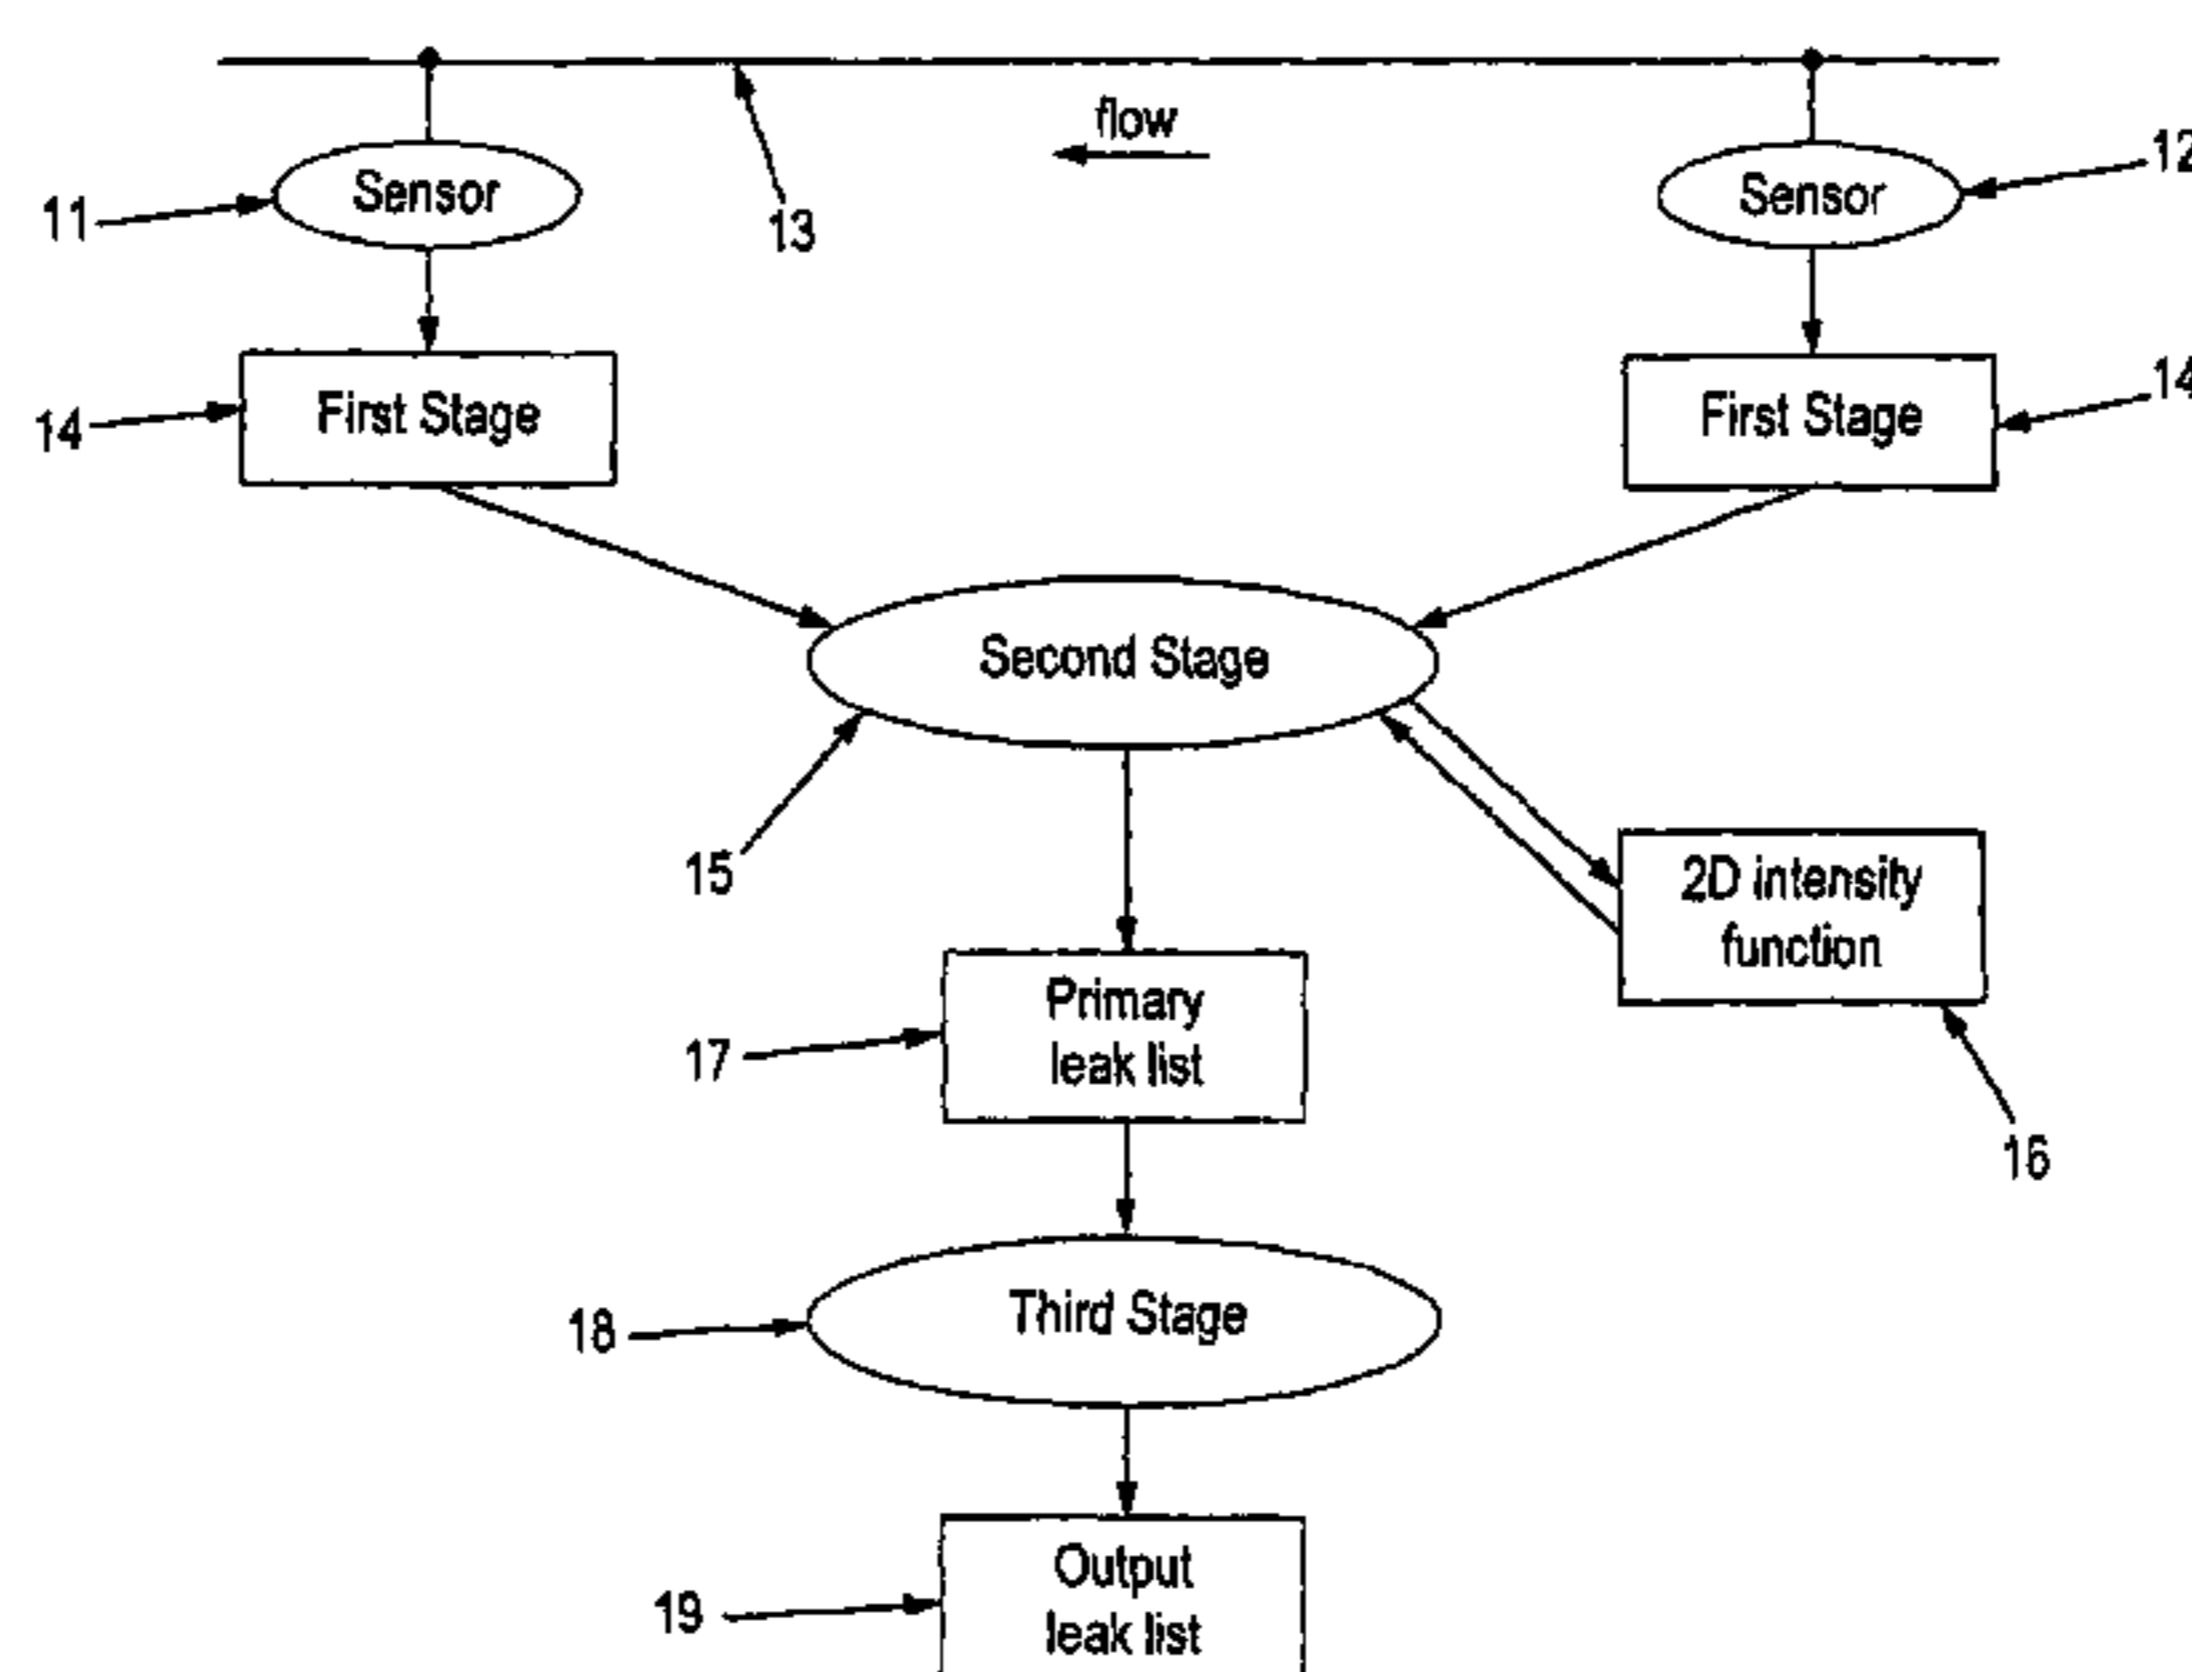 flow
12
Sensor
Sensor
11
13
14
First Stage
First Stage
14
Second Stage
15
2D intensity
function
Primary
leak list
17
16
Third Stage
18
Output
leak list
19